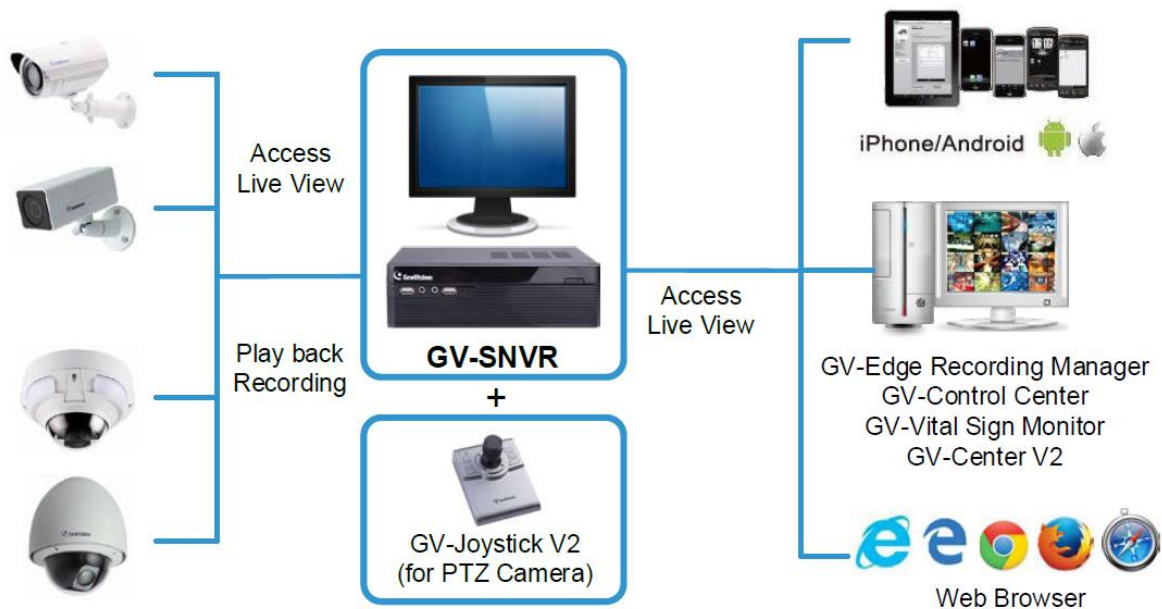 Access
Live View
Play back
Recording
GeoVision
GV-SNVR
+
GV-Joystick V2
(for PTZ Camera)
Access
Live View
iPhone/Android
GV-Edge Recording Manager
GV-Control Center
GV-Vital Sign Monitor
GV-Center V2
Web Browser